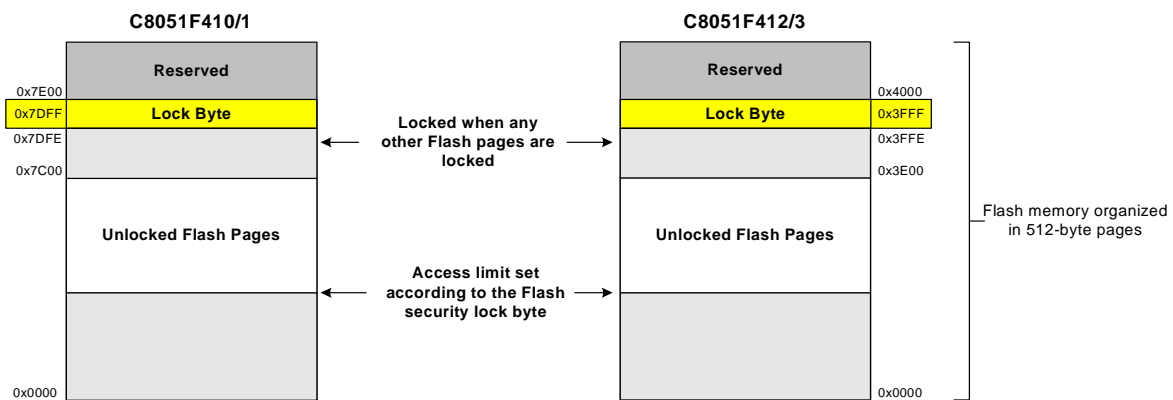 C8051F410/1
C8051F412/3
Reserved
Reserved
0x7E00
0x4000
0x7DFF
Lock Byte
Lock Byte
0x3FFF
0x7DFE
0x3FFE
Locked when any
other Flash pages are
locked
0x7C00
0x3E00
Unlocked Flash Pages
Unlocked Flash Pages
Flash memory organized
in 512-byte pages
Access limit set
according to the Flash
security lock byte
0x0000
0x0000